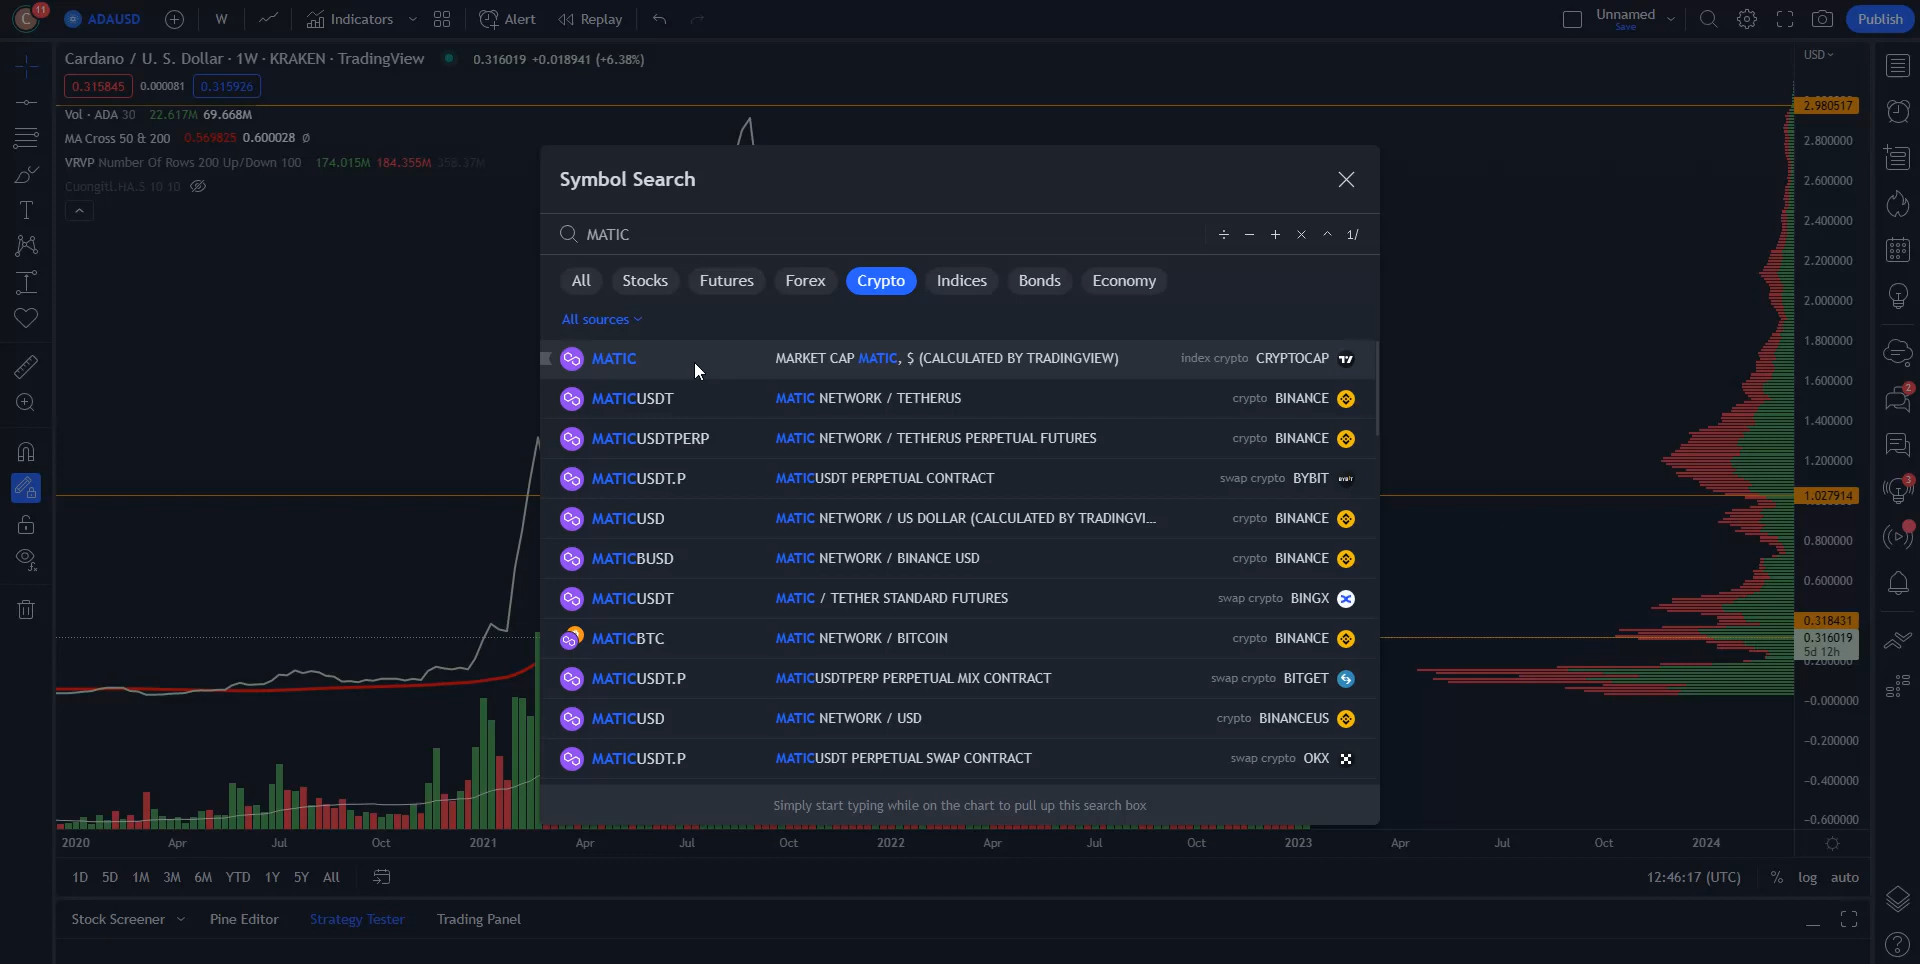 C 11 ADAUSD W Indicators Alert Replay Unnamed Save Publish
Cardano / U. S. Dollar · 1W · KRAKEN · TradingView 0.316019 +0.018941 (+6.38%)
USD
0.315845 0.000081 0.315926
Vol · ADA 30 22.617M 69.668M
MA Cross 50 & 200 0.569825 0.600028 ø
VRVP Number Of Rows 200 Up/Down 100 174.015M 184.355M 358.37M
Cuongiti.HA.S 10 10
Symbol Search
MATIC ÷ − + × ^ 1/
All Stocks Futures Forex Crypto Indices Bonds Economy
All sources
MATIC MARKET CAP MATIC, $ (CALCULATED BY TRADINGVIEW) index crypto CRYPTOCAP
MATICUSDT MATIC NETWORK / TETHERUS crypto BINANCE
MATICUSDTPERP MATIC NETWORK / TETHERUS PERPETUAL FUTURES crypto BINANCE
MATICUSDT.P MATICUSDT PERPETUAL CONTRACT swap crypto BYBIT
MATICUSD MATIC NETWORK / US DOLLAR (CALCULATED BY TRADINGVI... crypto BINANCE
MATICBUSD MATIC NETWORK / BINANCE USD crypto BINANCE
MATICUSDT MATIC / TETHER STANDARD FUTURES swap crypto BINGX
MATICBTC MATIC NETWORK / BITCOIN crypto BINANCE
MATICUSDT.P MATICUSDTPERP PERPETUAL MIX CONTRACT swap crypto BITGET
MATICUSD MATIC NETWORK / USD crypto BINANCEUS
MATICUSDT.P MATICUSDT PERPETUAL SWAP CONTRACT swap crypto OKX
Simply start typing while on the chart to pull up this search box
2.980517
2.800000
2.600000
2.400000
2.200000
2.000000
1.800000
1.600000
1.400000
1.200000
1.027914
0.800000
0.600000
0.318431
0.316019
5d 12h
0.200000
−0.000000
−0.200000
−0.400000
−0.600000
2
3
2020 Apr Jul Oct 2021 Apr Jul Oct 2022 Apr Jul Oct 2023 Apr Jul Oct 2024
1D 5D 1M 3M 6M YTD 1Y 5Y All 12:46:17 (UTC) % log auto
Stock Screener Pine Editor Strategy Tester Trading Panel